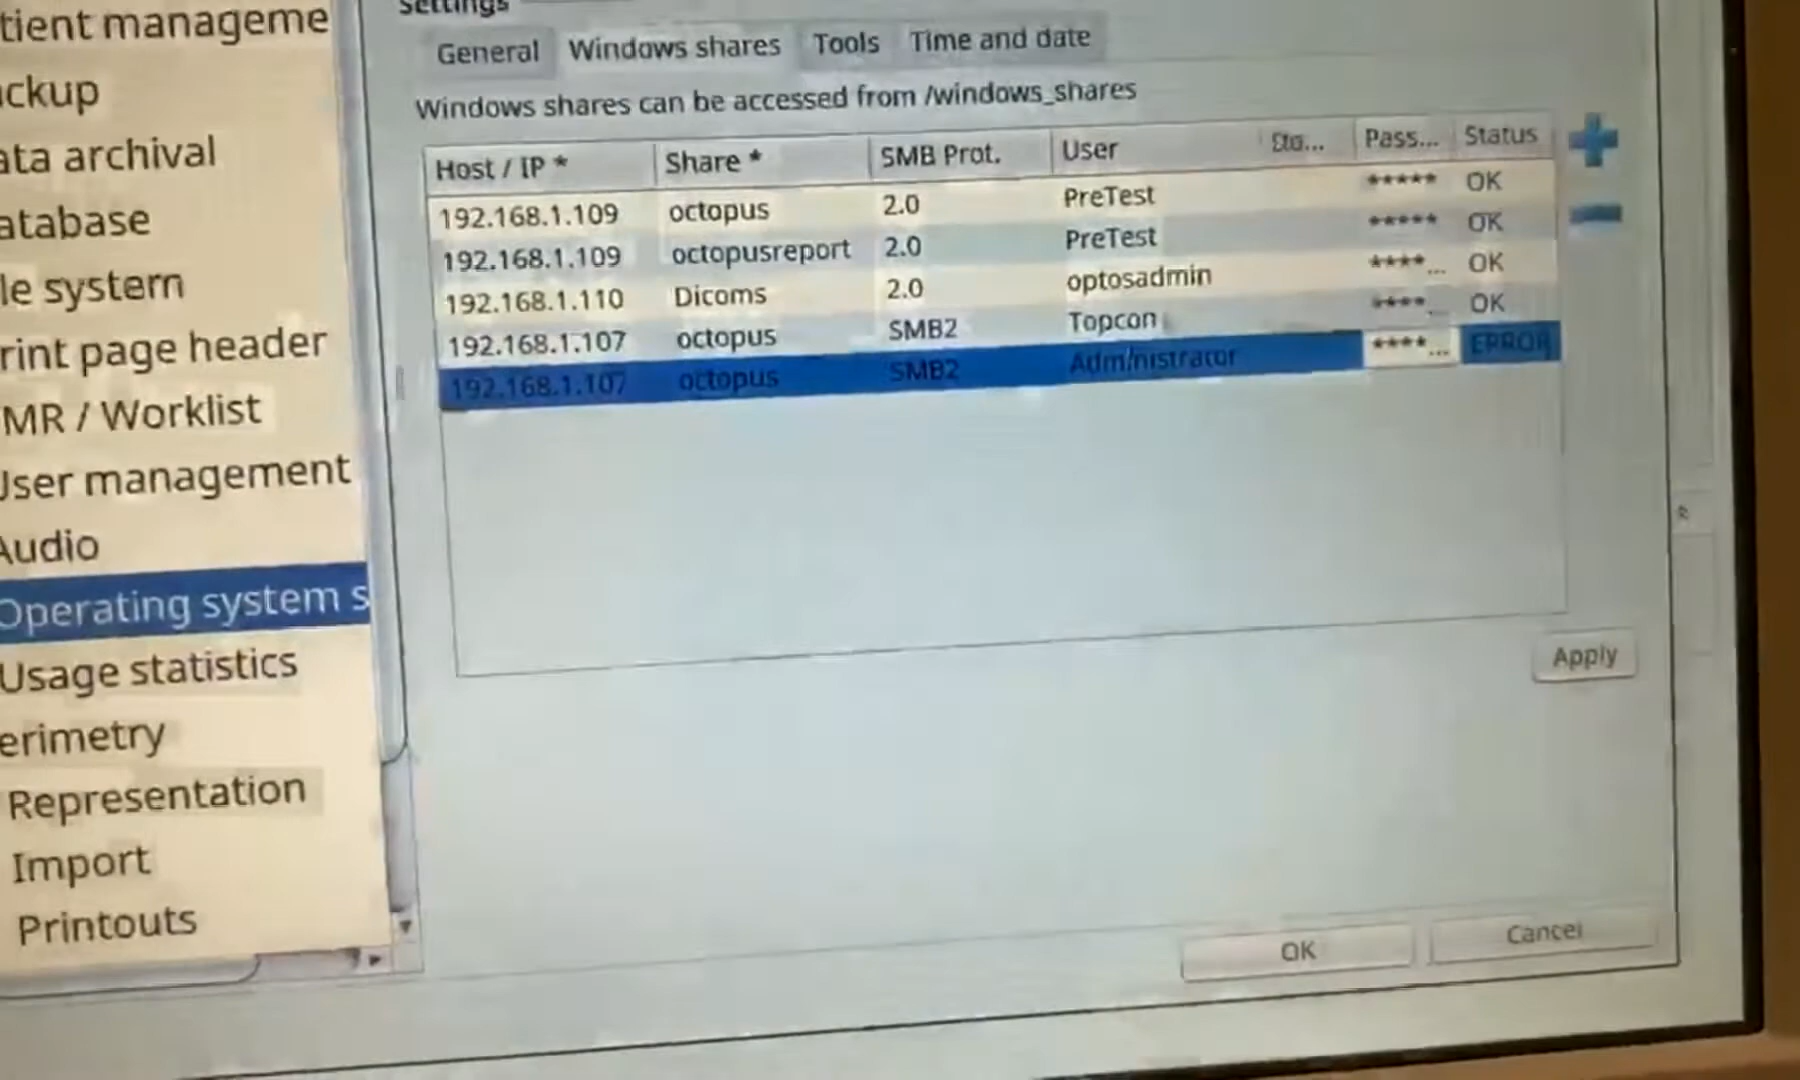 Settings
General Windows shares Tools Time and date
Windows shares can be accessed from /windows_shares
Host / IP * Share * SMB Prot. User Sta... Pass... Status
192.168.1.109 octopus 2.0 PreTest ***** OK
192.168.1.109 octopusreport 2.0 PreTest ***** OK
192.168.1.110 Dicoms 2.0 optosadmin ****... OK
192.168.1.107 octopus SMB2 Topcon ****... OK
192.168.1.107 octopus SMB2 Administrator ****... ERROR
tient manageme
ckup
ata archival
atabase
le system
rint page header
MR / Worklist
User management
Audio
Operating system s
Usage statistics
erimetry
Representation
Import
Printouts
Apply
OK Cancel